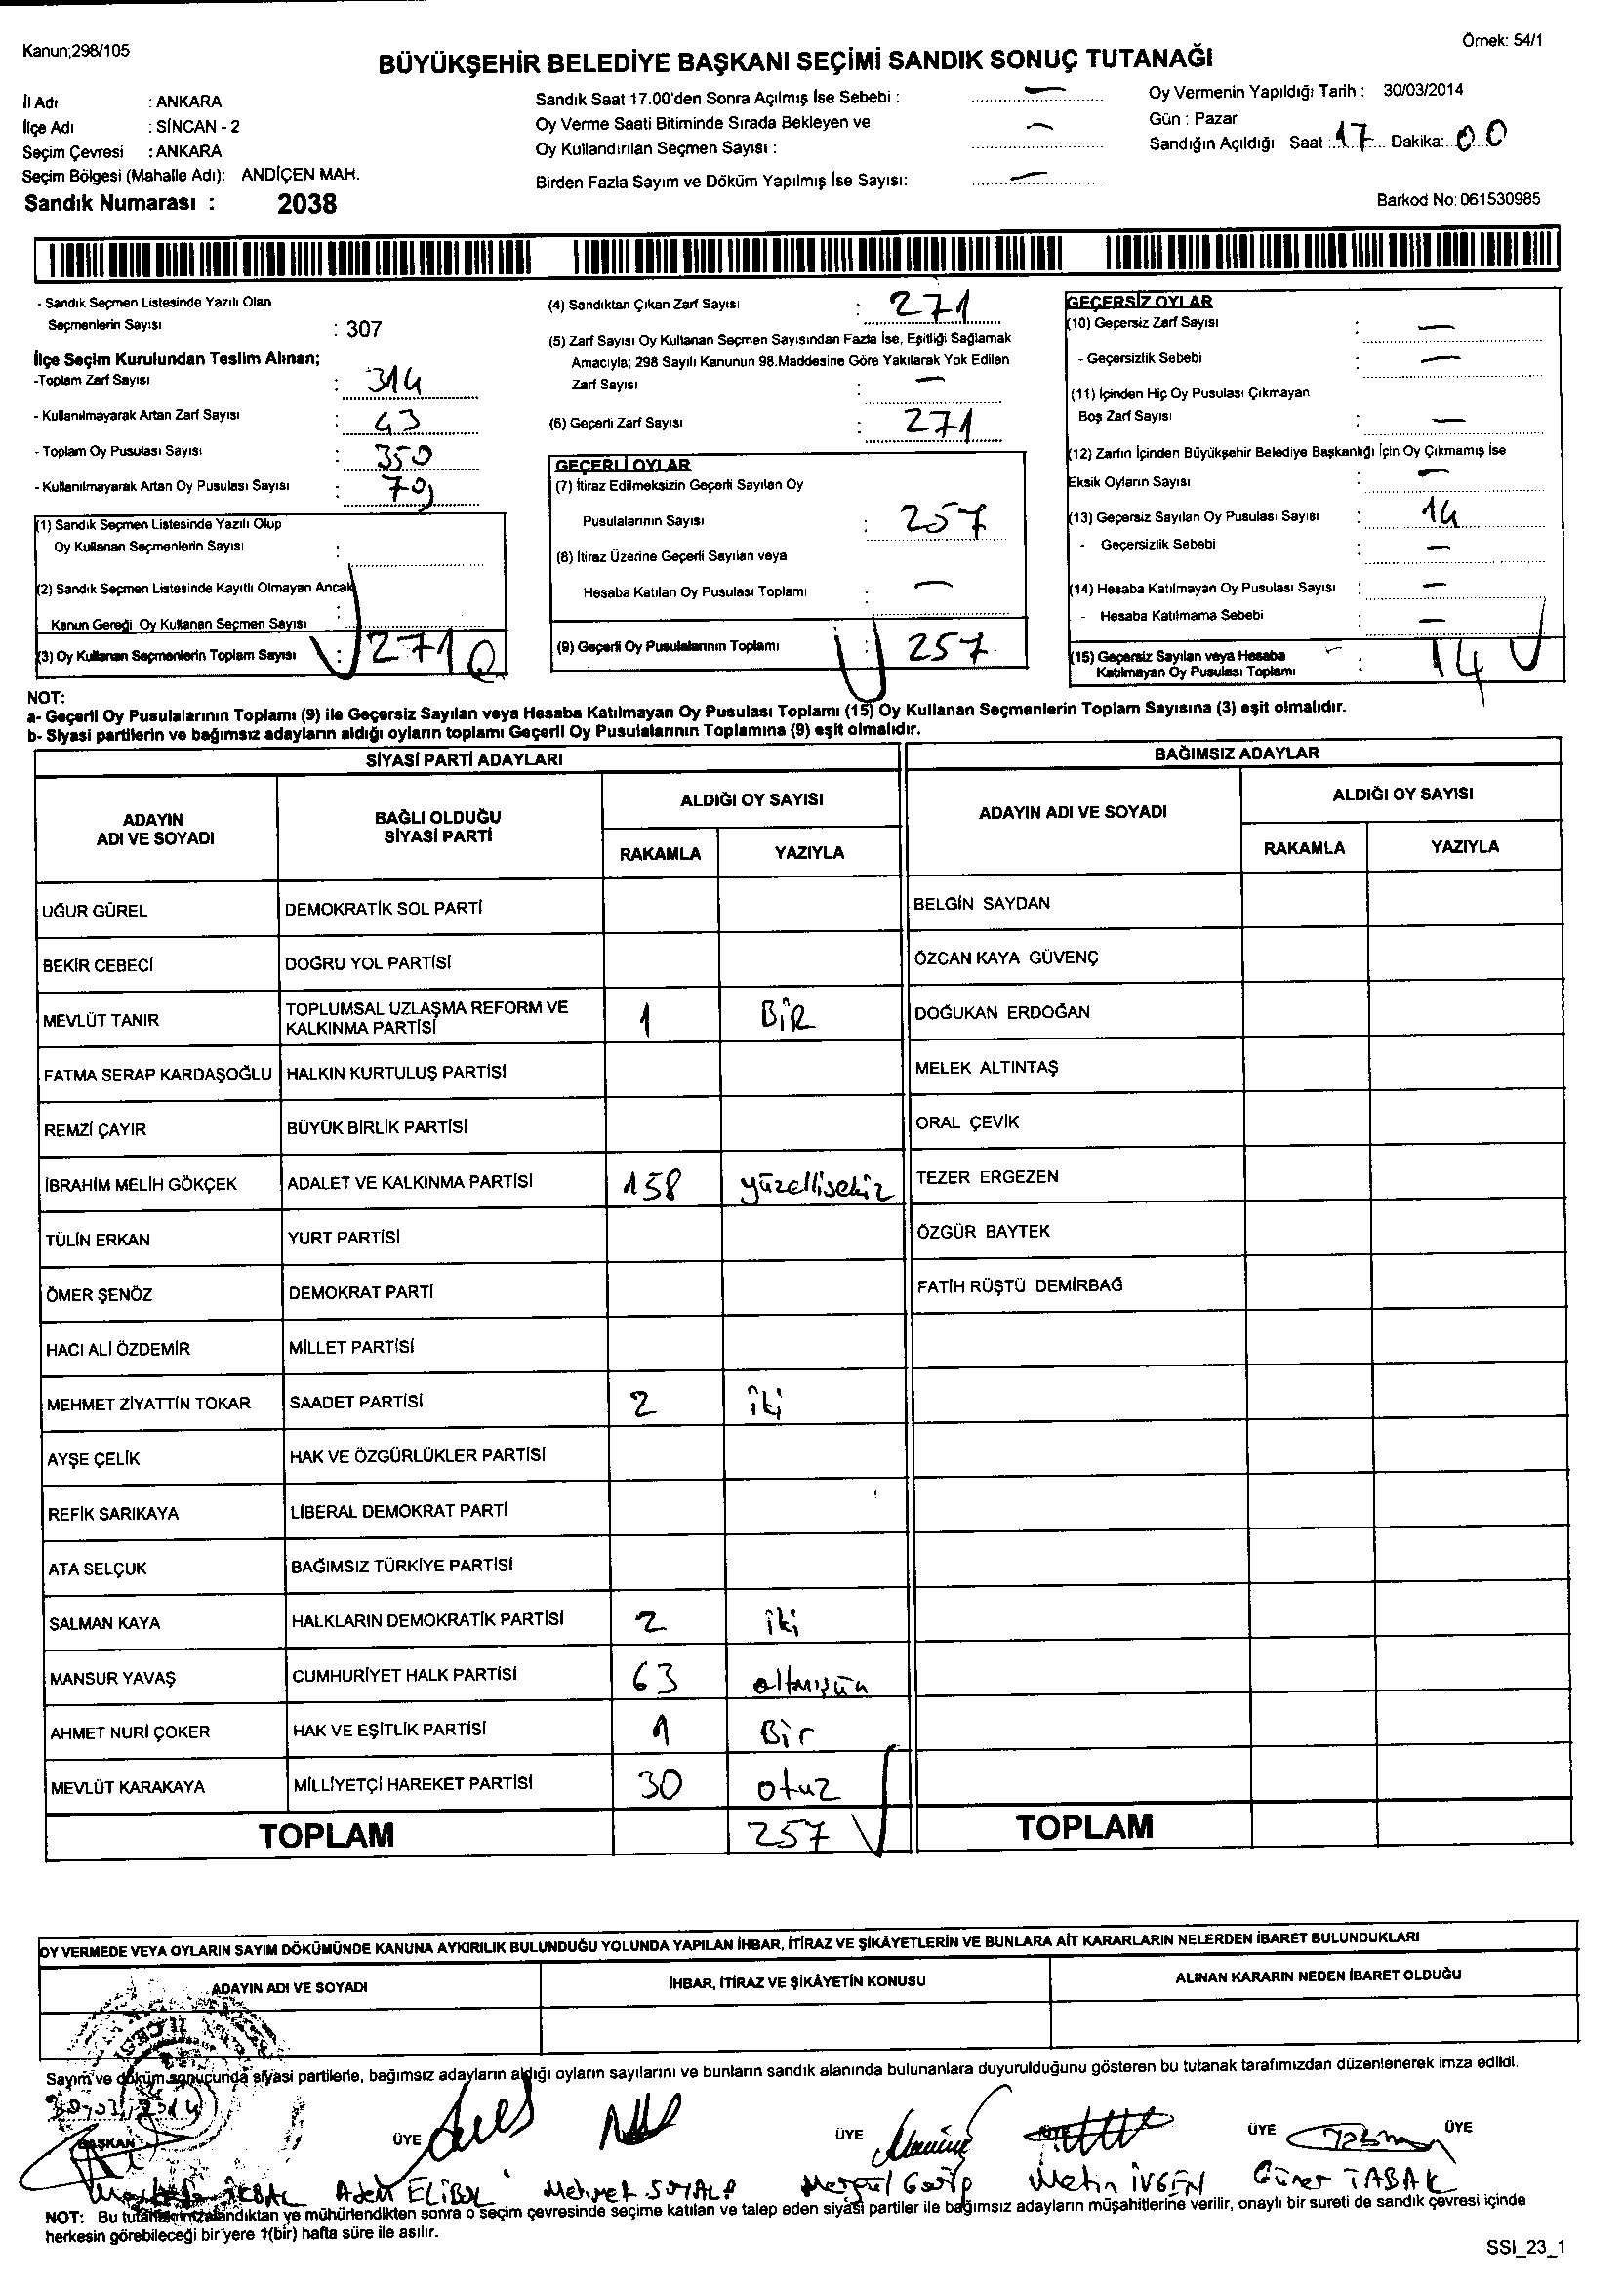 Kanun;298/105
Örnek: 54/1
BÜYÜKŞEHİR BELEDİYE BAŞKANI SEÇİMİ SANDIK SONUÇ TUTANAĞI
İl Adı : ANKARA
İlçe Adı : SİNCAN - 2
Seçim Çevresi : ANKARA
Seçim Bölgesi (Mahalle Adı): ANDİÇEN MAH.
Sandık Numarası : 2038
Sandık Saat 17.00'den Sonra Açılmış İse Sebebi : —
Oy Verme Saati Bitiminde Sırada Bekleyen ve
Oy Kullandırılan Seçmen Sayısı : —
Birden Fazla Sayım ve Döküm Yapılmış İse Sayısı: —
Oy Vermenin Yapıldığı Tarih : 30/03/2014
Gün : Pazar
Sandığın Açıldığı Saat : 17 Dakika: 00
Barkod No: 061530985
- Sandık Seçmen Listesinde Yazılı Olan
Seçmenlerin Sayısı : 307
İlçe Seçim Kurulundan Teslim Alınan;
-Toplam Zarf Sayısı : 314
- Kullanılmayarak Artan Zarf Sayısı : 43
- Toplam Oy Pusulası Sayısı : 350
- Kullanılmayarak Artan Oy Pusulası Sayısı : 79
(1) Sandık Seçmen Listesinde Yazılı Olup
Oy Kullanan Seçmenlerin Sayısı :
(2) Sandık Seçmen Listesinde Kayıtlı Olmayan Ancak
Kanun Gereği Oy Kullanan Seçmen Sayısı :
(3) Oy Kullanan Seçmenlerin Toplam Sayısı : 271
(4) Sandıktan Çıkan Zarf Sayısı : 271
(5) Zarf Sayısı Oy Kullanan Seçmen Sayısından Fazla İse, Eşitliği Sağlamak
Amacıyla; 298 Sayılı Kanunun 98.Maddesine Göre Yakılarak Yok Edilen
Zarf Sayısı : —
(6) Geçerli Zarf Sayısı : 271
GEÇERLİ OYLAR
(7) İtiraz Edilmeksizin Geçerli Sayılan Oy
Pusulalarının Sayısı : 257
(8) İtiraz Üzerine Geçerli Sayılan veya
Hesaba Katılan Oy Pusulası Toplamı : —
(9) Geçerli Oy Pusulalarının Toplamı : 257
GEÇERSİZ OYLAR
(10) Geçersiz Zarf Sayısı : —
- Geçersizlik Sebebi : —
(11) İçinden Hiç Oy Pusulası Çıkmayan
Boş Zarf Sayısı : —
(12) Zarfın İçinden Büyükşehir Belediye Başkanlığı İçin Oy Çıkmamış İse
Eksik Oyların Sayısı : —
(13) Geçersiz Sayılan Oy Pusulası Sayısı : 14
- Geçersizlik Sebebi : —
(14) Hesaba Katılmayan Oy Pusulası Sayısı : —
- Hesaba Katılmama Sebebi : —
(15) Geçersiz Sayılan veya Hesaba
Katılmayan Oy Pusulası Toplamı : 14
NOT:
a- Geçerli Oy Pusulalarının Toplamı (9) ile Geçersiz Sayılan veya Hesaba Katılmayan Oy Pusulası Toplamı (15) Oy Kullanan Seçmenlerin Toplam Sayısına (3) eşit olmalıdır.
b- Siyasi partilerin ve bağımsız adayların aldığı oyların toplamı Geçerli Oy Pusulalarının Toplamına (9) eşit olmalıdır.
SİYASİ PARTİ ADAYLARI
ADAYIN ADI VE SOYADI
BAĞLI OLDUĞU SİYASİ PARTİ
ALDIĞI OY SAYISI
RAKAMLA YAZIYLA
UĞUR GÜREL DEMOKRATİK SOL PARTİ
BEKİR CEBECİ DOĞRU YOL PARTİSİ
MEVLÜT TANIR TOPLUMSAL UZLAŞMA REFORM VE KALKINMA PARTİSİ 1 BİR
FATMA SERAP KARDAŞOĞLU HALKIN KURTULUŞ PARTİSİ
REMZİ ÇAYIR BÜYÜK BİRLİK PARTİSİ
İBRAHİM MELİH GÖKÇEK ADALET VE KALKINMA PARTİSİ 158 yüzellisekiz
TÜLİN ERKAN YURT PARTİSİ
ÖMER ŞENÖZ DEMOKRAT PARTİ
HACI ALİ ÖZDEMİR MİLLET PARTİSİ
MEHMET ZİYATTİN TOKAR SAADET PARTİSİ 2 iki
AYŞE ÇELİK HAK VE ÖZGÜRLÜKLER PARTİSİ
REFİK SARIKAYA LİBERAL DEMOKRAT PARTİ
ATA SELÇUK BAĞIMSIZ TÜRKİYE PARTİSİ
SALMAN KAYA HALKLARIN DEMOKRATİK PARTİSİ 2 iki
MANSUR YAVAŞ CUMHURİYET HALK PARTİSİ 63 altmışün
AHMET NURİ ÇOKER HAK VE EŞİTLİK PARTİSİ 1 Bir
MEVLÜT KARAKAYA MİLLİYETÇİ HAREKET PARTİSİ 30 otuz
TOPLAM 257
BAĞIMSIZ ADAYLAR
ADAYIN ADI VE SOYADI
ALDIĞI OY SAYISI
RAKAMLA YAZIYLA
BELGİN SAYDAN
ÖZCAN KAYA GÜVENÇ
DOĞUKAN ERDOĞAN
MELEK ALTINTAŞ
ORAL ÇEVİK
TEZER ERGEZEN
ÖZGÜR BAYTEK
FATİH RÜŞTÜ DEMİRBAĞ
TOPLAM
OY VERMEDE VEYA OYLARIN SAYIM DÖKÜMÜNDE KANUNA AYKIRILIK BULUNDUĞU YOLUNDA YAPILAN İHBAR, İTİRAZ VE ŞİKÂYETLERİN VE BUNLARA AİT KARARLARIN NELERDEN İBARET BULUNDUKLARI
ADAYIN ADI VE SOYADI
İHBAR, İTİRAZ VE ŞİKÂYETİN KONUSU
ALINAN KARARIN NEDEN İBARET OLDUĞU
Sayım ve döküm sonucunda siyasi partilerle, bağımsız adayların aldığı oyların sayılarını ve bunların sandık alanında bulunanlara duyurulduğunu gösteren bu tutanak tarafımızdan düzenlenerek imza edildi.
30/03/2014
BAŞKAN ÜYE ÜYE ÜYE ÜYE
Adem ELİBOL Mehmet SOYALP Metin İVGEN Güner TABAK
NOT: Bu tutanak imzalandıktan ve mühürlendikten sonra o seçim çevresinde seçime katılan ve talep eden siyasi partiler ile bağımsız adayların müşahitlerine verilir, onaylı bir sureti de sandık çevresi içinde
herkesin görebileceği bir yere 1(bir) hafta süre ile asılır.
SSI_23_1